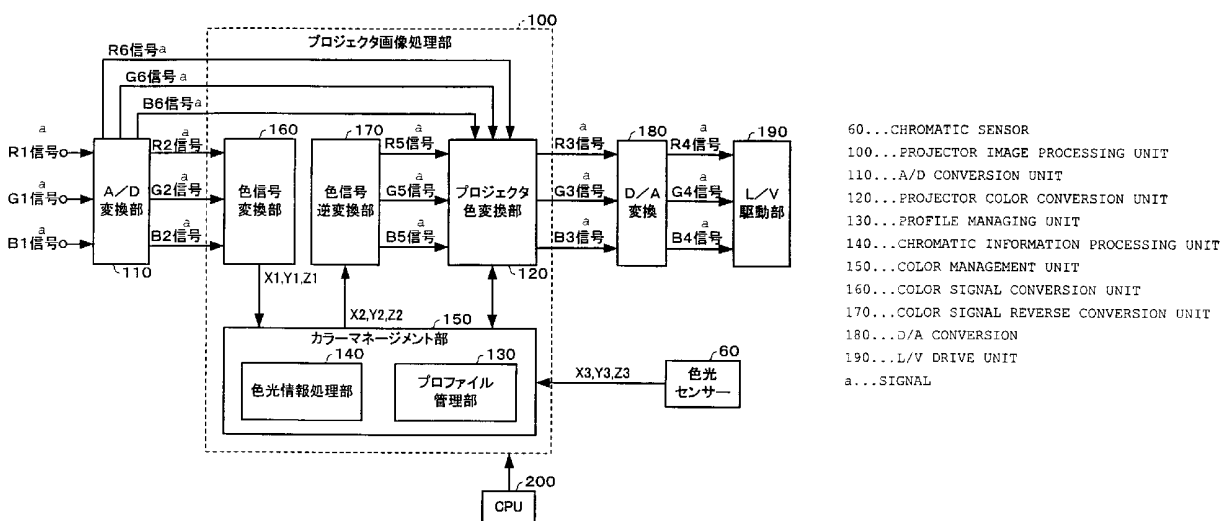 100
プロジェクタ画像処理部
R6信号a
G6信号a
B6信号a
a
R1信号
a
G1信号
a
B1信号
A/D
変換部
110
a
R2信号
a
G2信号
a
B2信号
160
色信号
変換部
170
色信号
逆変換部
a
R5信号
a
G5信号
a
B5信号
プロジェクタ
色変換部
120
a
R3信号
a
G3信号
a
B3信号
180
D/A
変換
a
R4信号
a
G4信号
a
B4信号
190
L/V
駆動部
X1,Y1,Z1
X2,Y2,Z2
150
カラーマネージメント部
140
色光情報処理部
130
プロファイル
管理部
X3,Y3,Z3
60
色光
センサー
200
CPU
60...CHROMATIC SENSOR
100...PROJECTOR IMAGE PROCESSING UNIT
110...A/D CONVERSION UNIT
120...PROJECTOR COLOR CONVERSION UNIT
130...PROFILE MANAGING UNIT
140...CHROMATIC INFORMATION PROCESSING UNIT
150...COLOR MANAGEMENT UNIT
160...COLOR SIGNAL CONVERSION UNIT
170...COLOR SIGNAL REVERSE CONVERSION UNIT
180...D/A CONVERSION
190...L/V DRIVE UNIT
a...SIGNAL